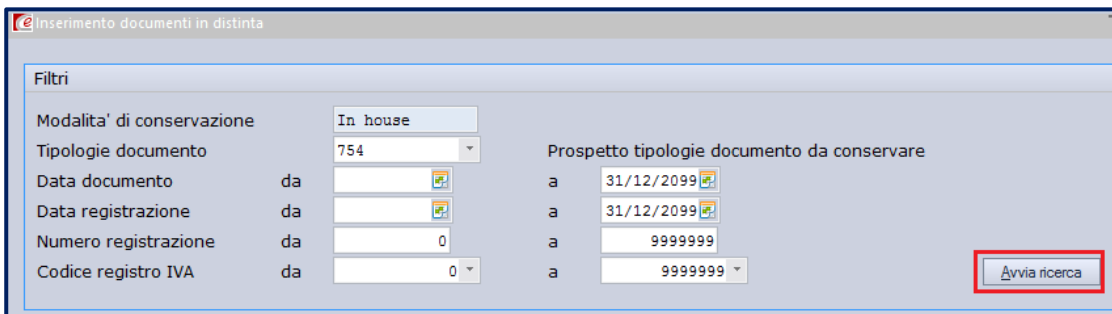 Inserimento documenti in distinta
Filtri
Modalita' di conservazione In house
Tipologie documento 754 Prospetto tipologie documento da conservare
Data documento da a 31/12/2099
Data registrazione da a 31/12/2099
Numero registrazione da 0 a 9999999
Codice registro IVA da 0 a 9999999 Avvia ricerca